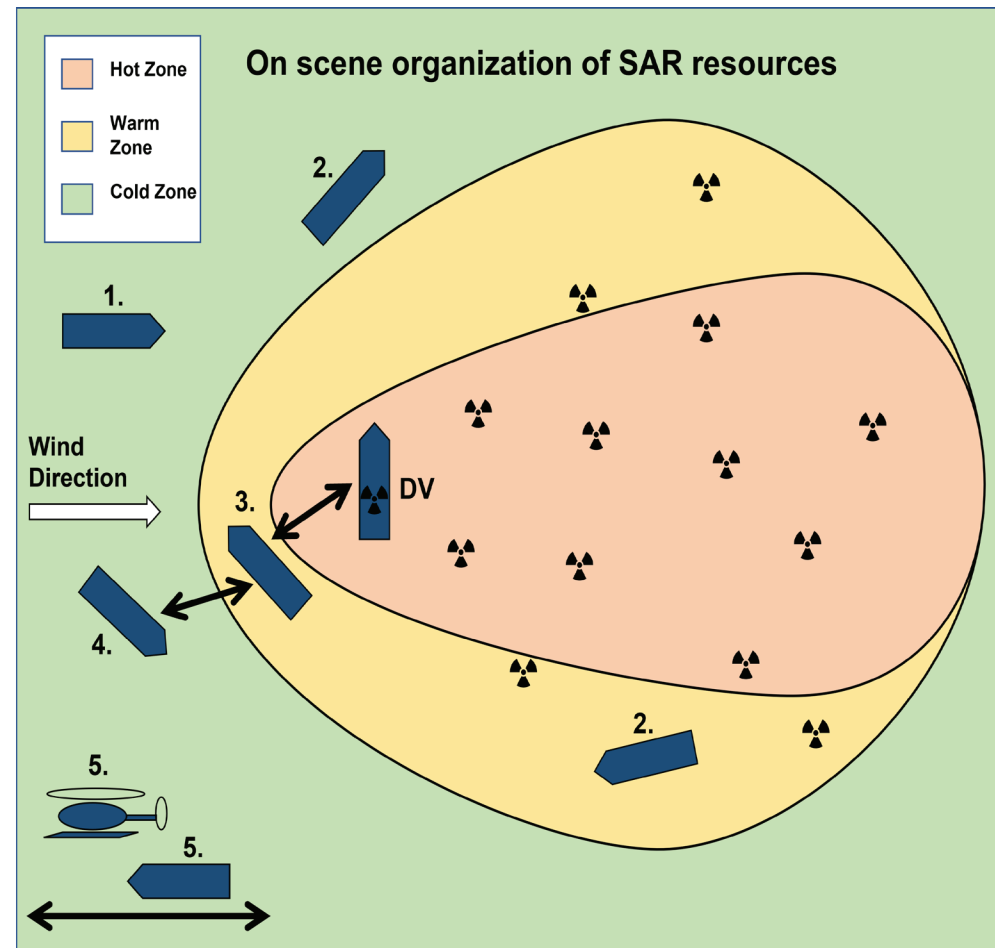 On scene organization of SAR resources
Hot Zone
Warm
Zone
Cold Zone
2.
1.
Wind
Direction
3.
DV
4.
2.
5.
5.